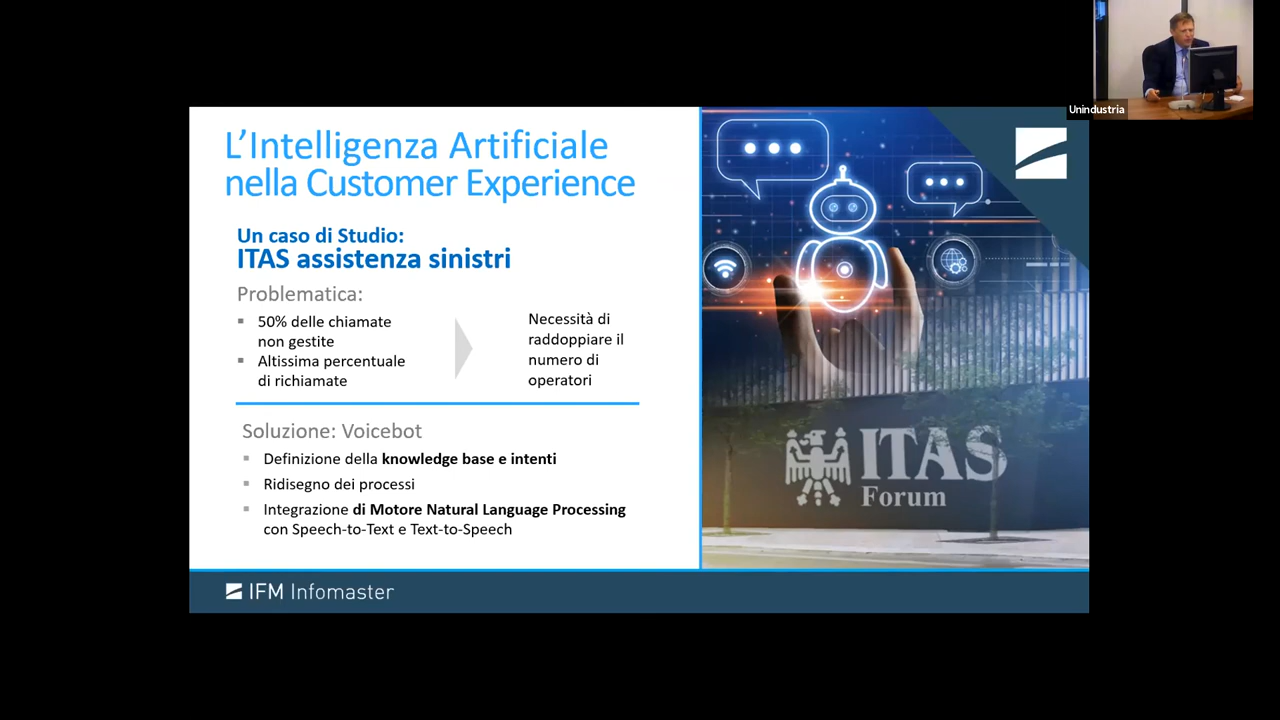 Unindustria
L'Intelligenza Artificiale
nella Customer Experience
Un caso di Studio:
ITAS assistenza sinistri
Problematica:
50% delle chiamate
non gestite
Altissima percentuale
di richiamate
Necessità di
raddoppiare il
numero di
operatori
Soluzione: Voicebot
Definizione della knowledge base e intenti
Ridisegno dei processi
Integrazione di Motore Natural Language Processing
con Speech-to-Text e Text-to-Speech
ITAS
Forum
IFM Infomaster